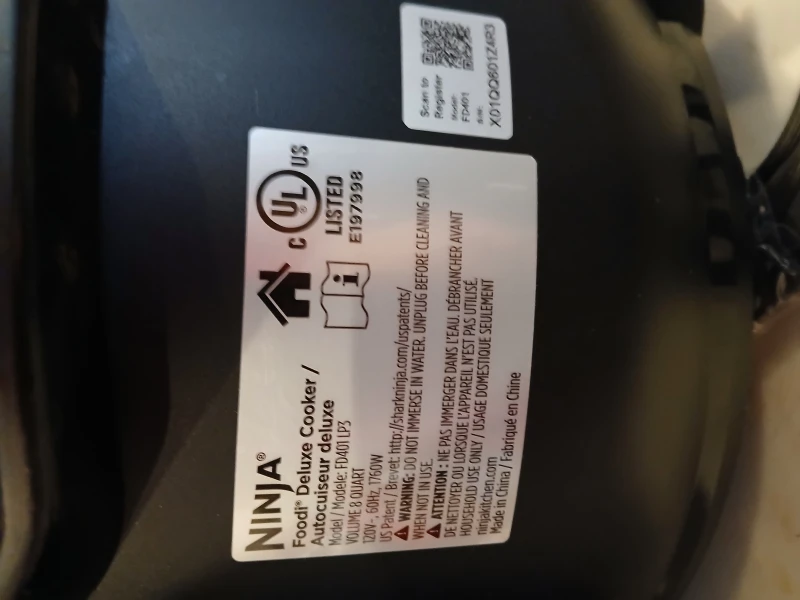 NINJA®
Foodi® Deluxe Cooker /
Autocuiseur deluxe
Model / Modele: FD401 LP3
VOLUME 8 QUART
120V~, 60Hz, 1760W
US Patent / Brevet: http://sharkninja.com/uspatents/
WARNING: DO NOT IMMERSE IN WATER. UNPLUG BEFORE CLEANING AND
WHEN NOT IN USE.
ATTENTION : NE PAS IMMERGER DANS L'EAU. DÉBRANCHER AVANT
DE NETTOYER OU LORSQUE L'APPAREIL N'EST PAS UTILISÉ.
HOUSEHOLD USE ONLY / USAGE DOMESTIQUE SEULEMENT
ninjakitchen.com
Made in China / Fabriqué en Chine
C UL® US
LISTED
E197998
Scan to
Register
Model:
FD401
S/N:
X01QQ601Z4R3